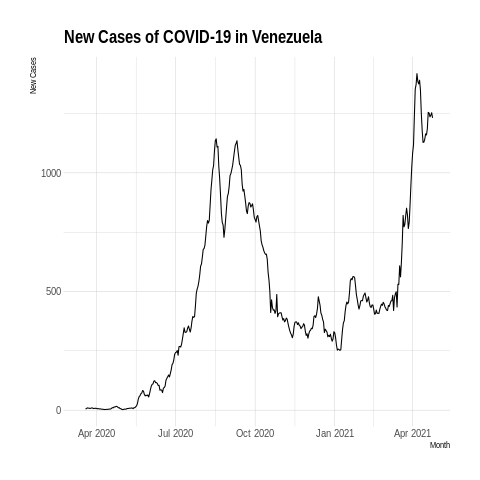 New Cases of COVID-19 in Venezuela
New Cases
1000
500
0
Apr 2020 Jul 2020 Oct 2020 Jan 2021 Apr 2021
Month